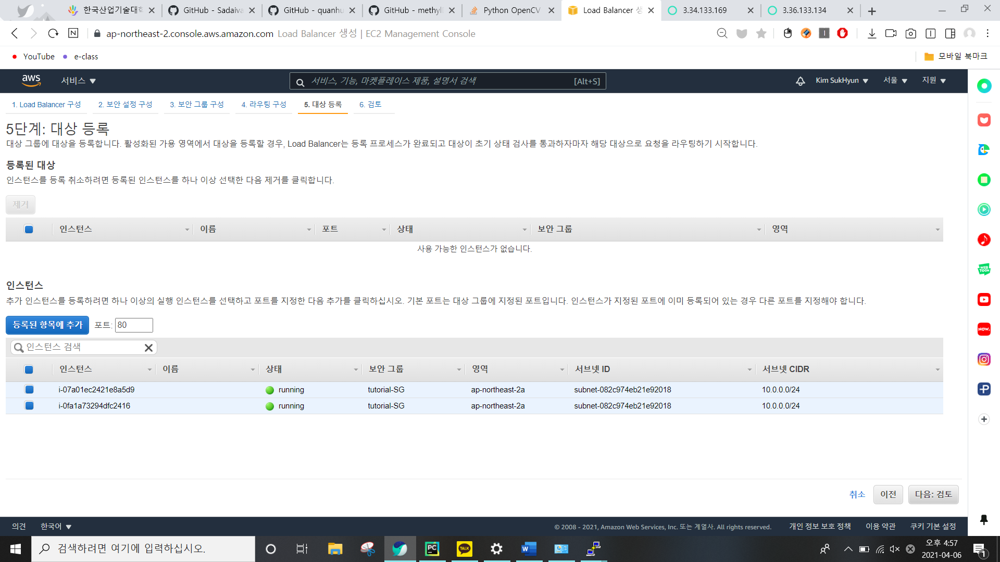 한국산업기술대학
GitHub - Sadaiva
GitHub - quanhu
GitHub - methyll
Python OpenCV
Load Balancer 생
3.34.133.169
3.36.133.134
N
ap-northeast-2.console.aws.amazon.com Load Balancer 생성 | EC2 Management Console
YouTube
e-class
모바일 북마크
aws
서비스
서비스, 기능, 마켓플레이스 제품, 설명서 검색 [Alt+S]
Kim SukHyun
서울
지원
1. Load Balancer 구성
2. 보안 설정 구성
3. 보안 그룹 구성
4. 라우팅 구성
5. 대상 등록
6. 검토
5단계: 대상 등록
대상 그룹에 대상을 등록합니다. 활성화된 가용 영역에서 대상을 등록할 경우, Load Balancer는 등록 프로세스가 완료되고 대상이 초기 상태 검사를 통과하자마자 해당 대상으로 요청을 라우팅하기 시작합니다.
등록된 대상
인스턴스를 등록 취소하려면 등록된 인스턴스를 하나 이상 선택한 다음 제거를 클릭합니다.
제거
인스턴스 이름 포트 상태 보안 그룹 영역
사용 가능한 인스턴스가 없습니다.
인스턴스
추가 인스턴스를 등록하려면 하나 이상의 실행 인스턴스를 선택하고 포트를 지정한 다음 추가를 클릭하십시오. 기본 포트는 대상 그룹에 지정된 포트입니다. 인스턴스가 지정된 포트에 이미 등록되어 있는 경우 다른 포트를 지정해야 합니다.
등록된 항목에 추가 포트: 80
인스턴스 검색
인스턴스 이름 상태 보안 그룹 영역 서브넷 ID 서브넷 CIDR
i-07a01ec2421e8a5d9 running tutorial-SG ap-northeast-2a subnet-082c974eb21e92018 10.0.0.0/24
i-0fa1a73294dfc2416 running tutorial-SG ap-northeast-2a subnet-082c974eb21e92018 10.0.0.0/24
취소 이전 다음: 검토
의견 한국어
© 2008 - 2021, Amazon Web Services, Inc. 또는 계열사. All rights reserved. 개인 정보 보호 정책 이용 약관 쿠키 기본 설정
WEB
TOON
NOW.
검색하려면 여기에 입력하십시오.
PC
TALK
W
오후 4:57
2021-04-06
1